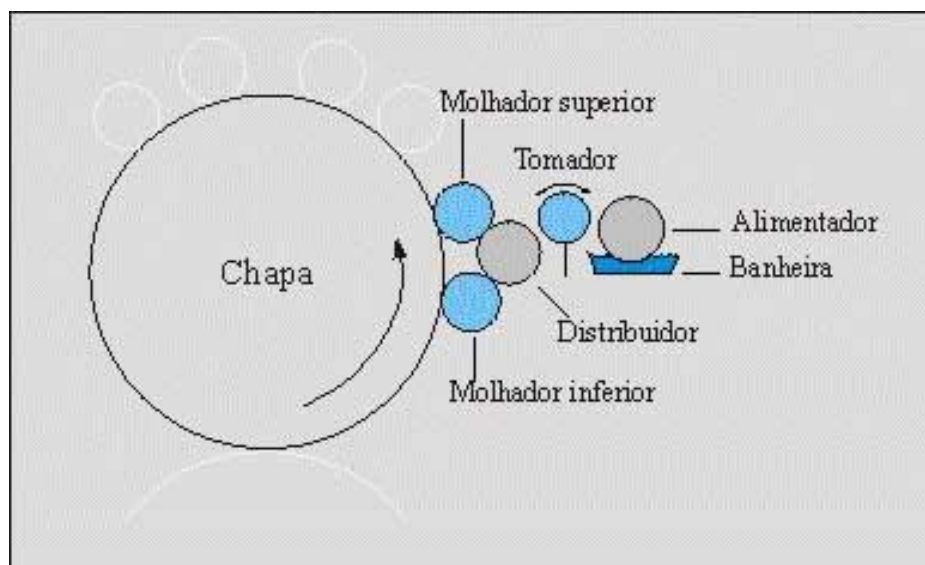 Molhador superior
Tomador
Alimentador
Chapa
Banheira
Distribuidor
Molhador inferior